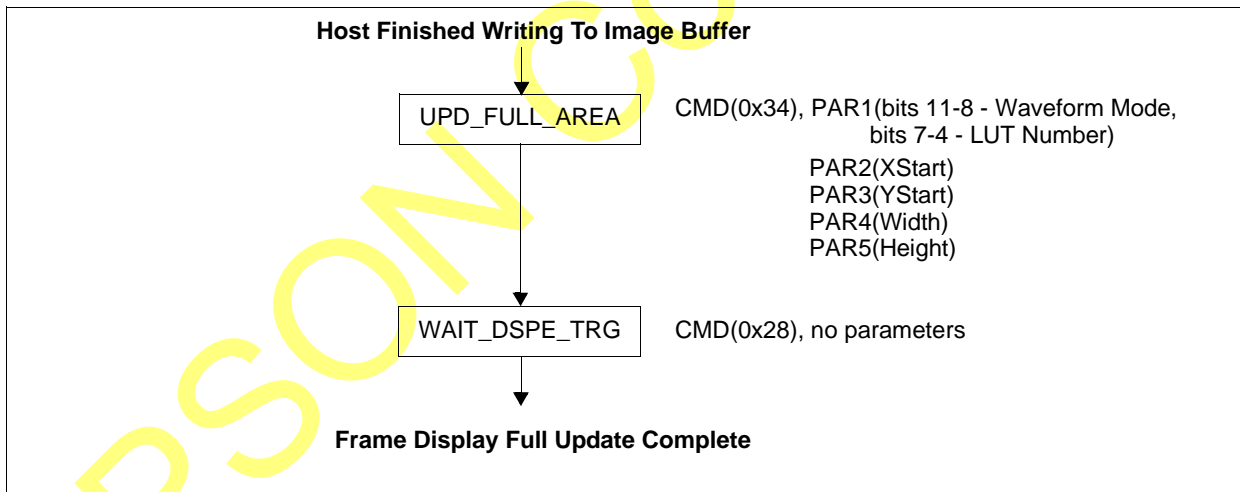 Host Finished Writing To Image Buffer
UPD_FULL_AREA
CMD(0x34), PAR1(bits 11-8 - Waveform Mode,
bits 7-4 - LUT Number)
PAR2(XStart)
PAR3(YStart)
PAR4(Width)
PAR5(Height)
WAIT_DSPE_TRG
CMD(0x28), no parameters
Frame Display Full Update Complete